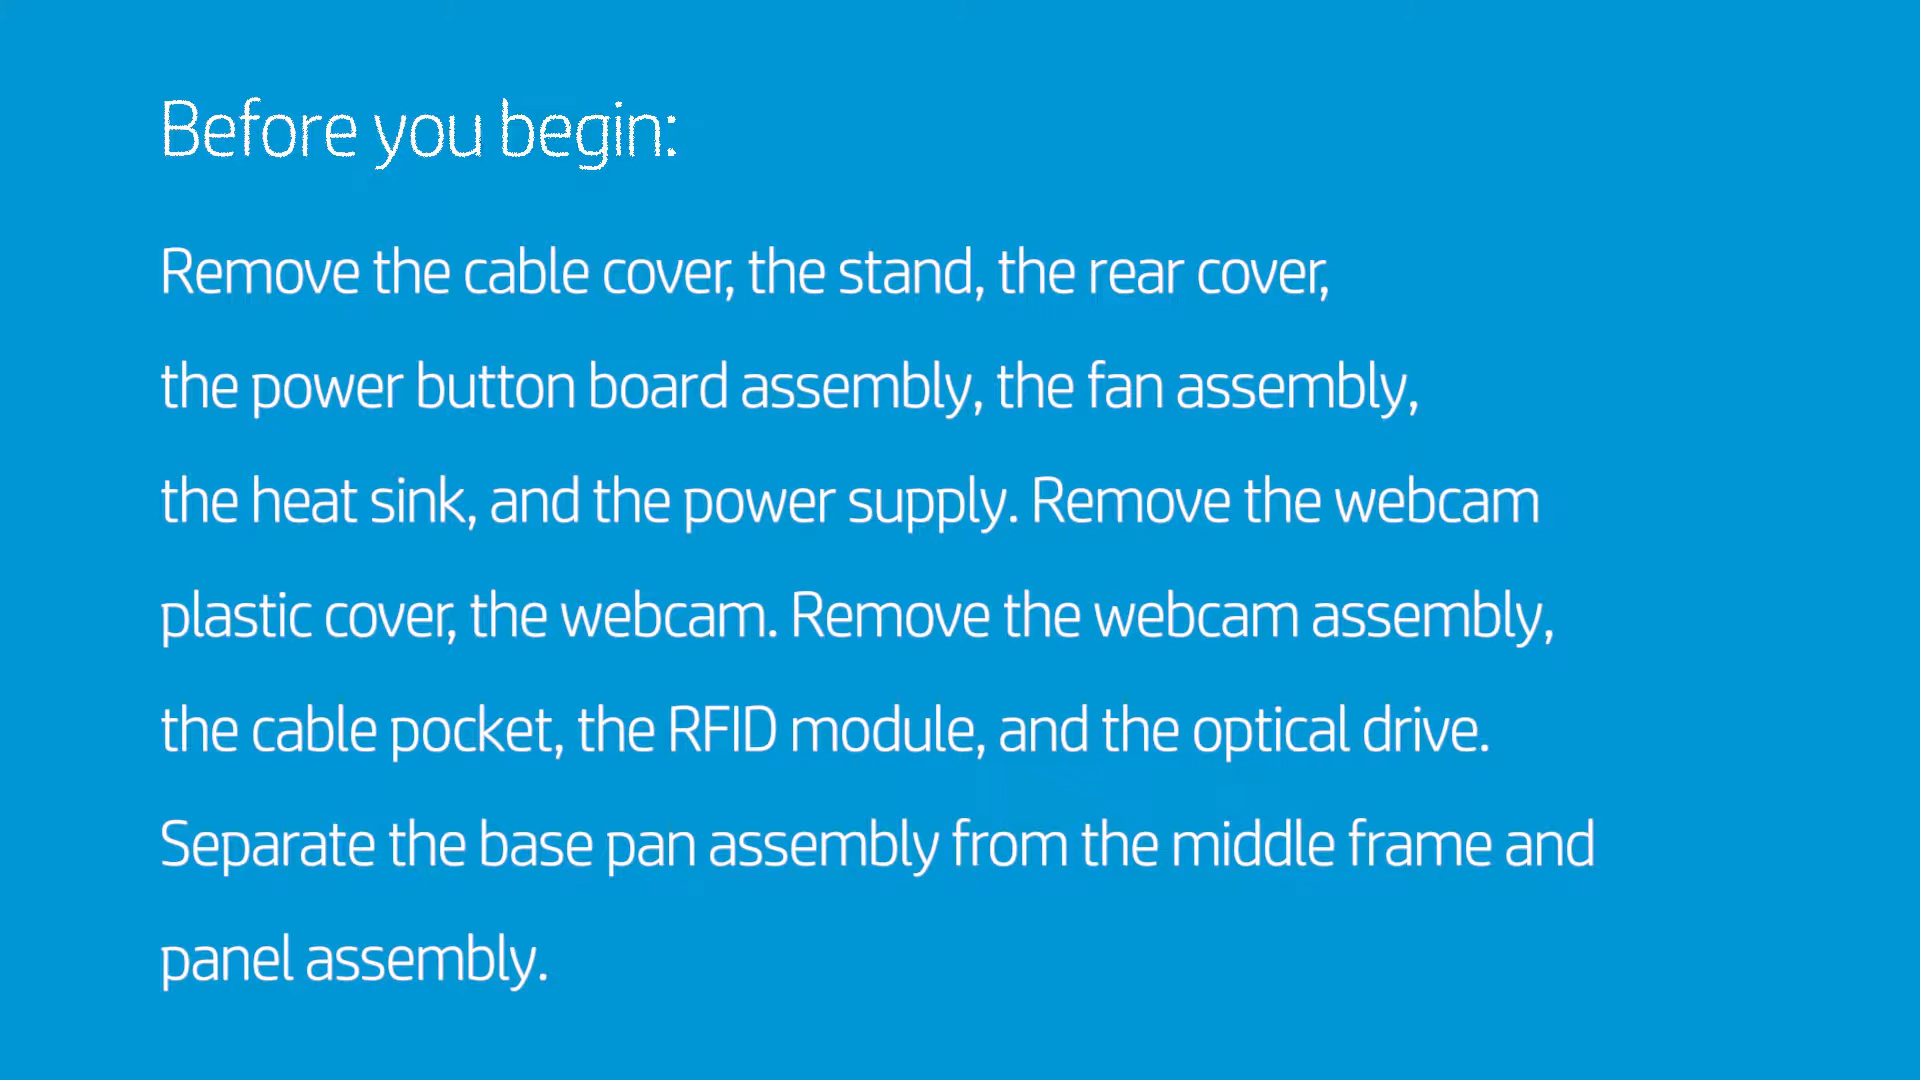 Before you begin:
Remove the cable cover, the stand, the rear cover,
the power button board assembly, the fan assembly,
the heat sink, and the power supply. Remove the webcam
plastic cover, the webcam. Remove the webcam assembly,
the cable pocket, the RFID module, and the optical drive.
Separate the base pan assembly from the middle frame and
panel assembly.